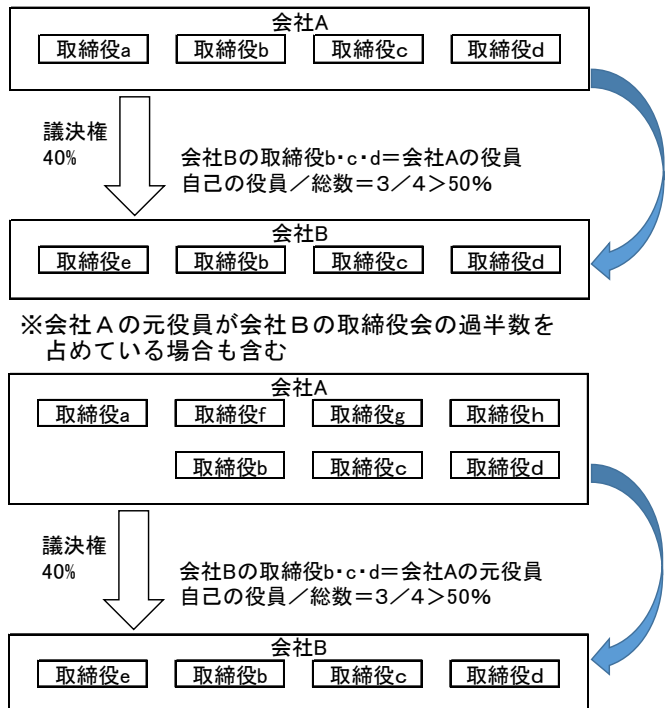 会社A
取締役a 取締役b 取締役c 取締役d
議決権
40%
会社Bの取締役b・c・d=会社Aの役員
自己の役員/総数=3/4>50%
会社B
取締役e 取締役b 取締役c 取締役d
※会社Aの元役員が会社Bの取締役会の過半数を
占めている場合も含む
会社A
取締役a 取締役f 取締役g 取締役h
取締役b 取締役c 取締役d
議決権
40%
会社Bの取締役b・c・d=会社Aの元役員
自己の役員/総数=3/4>50%
会社B
取締役e 取締役b 取締役c 取締役d